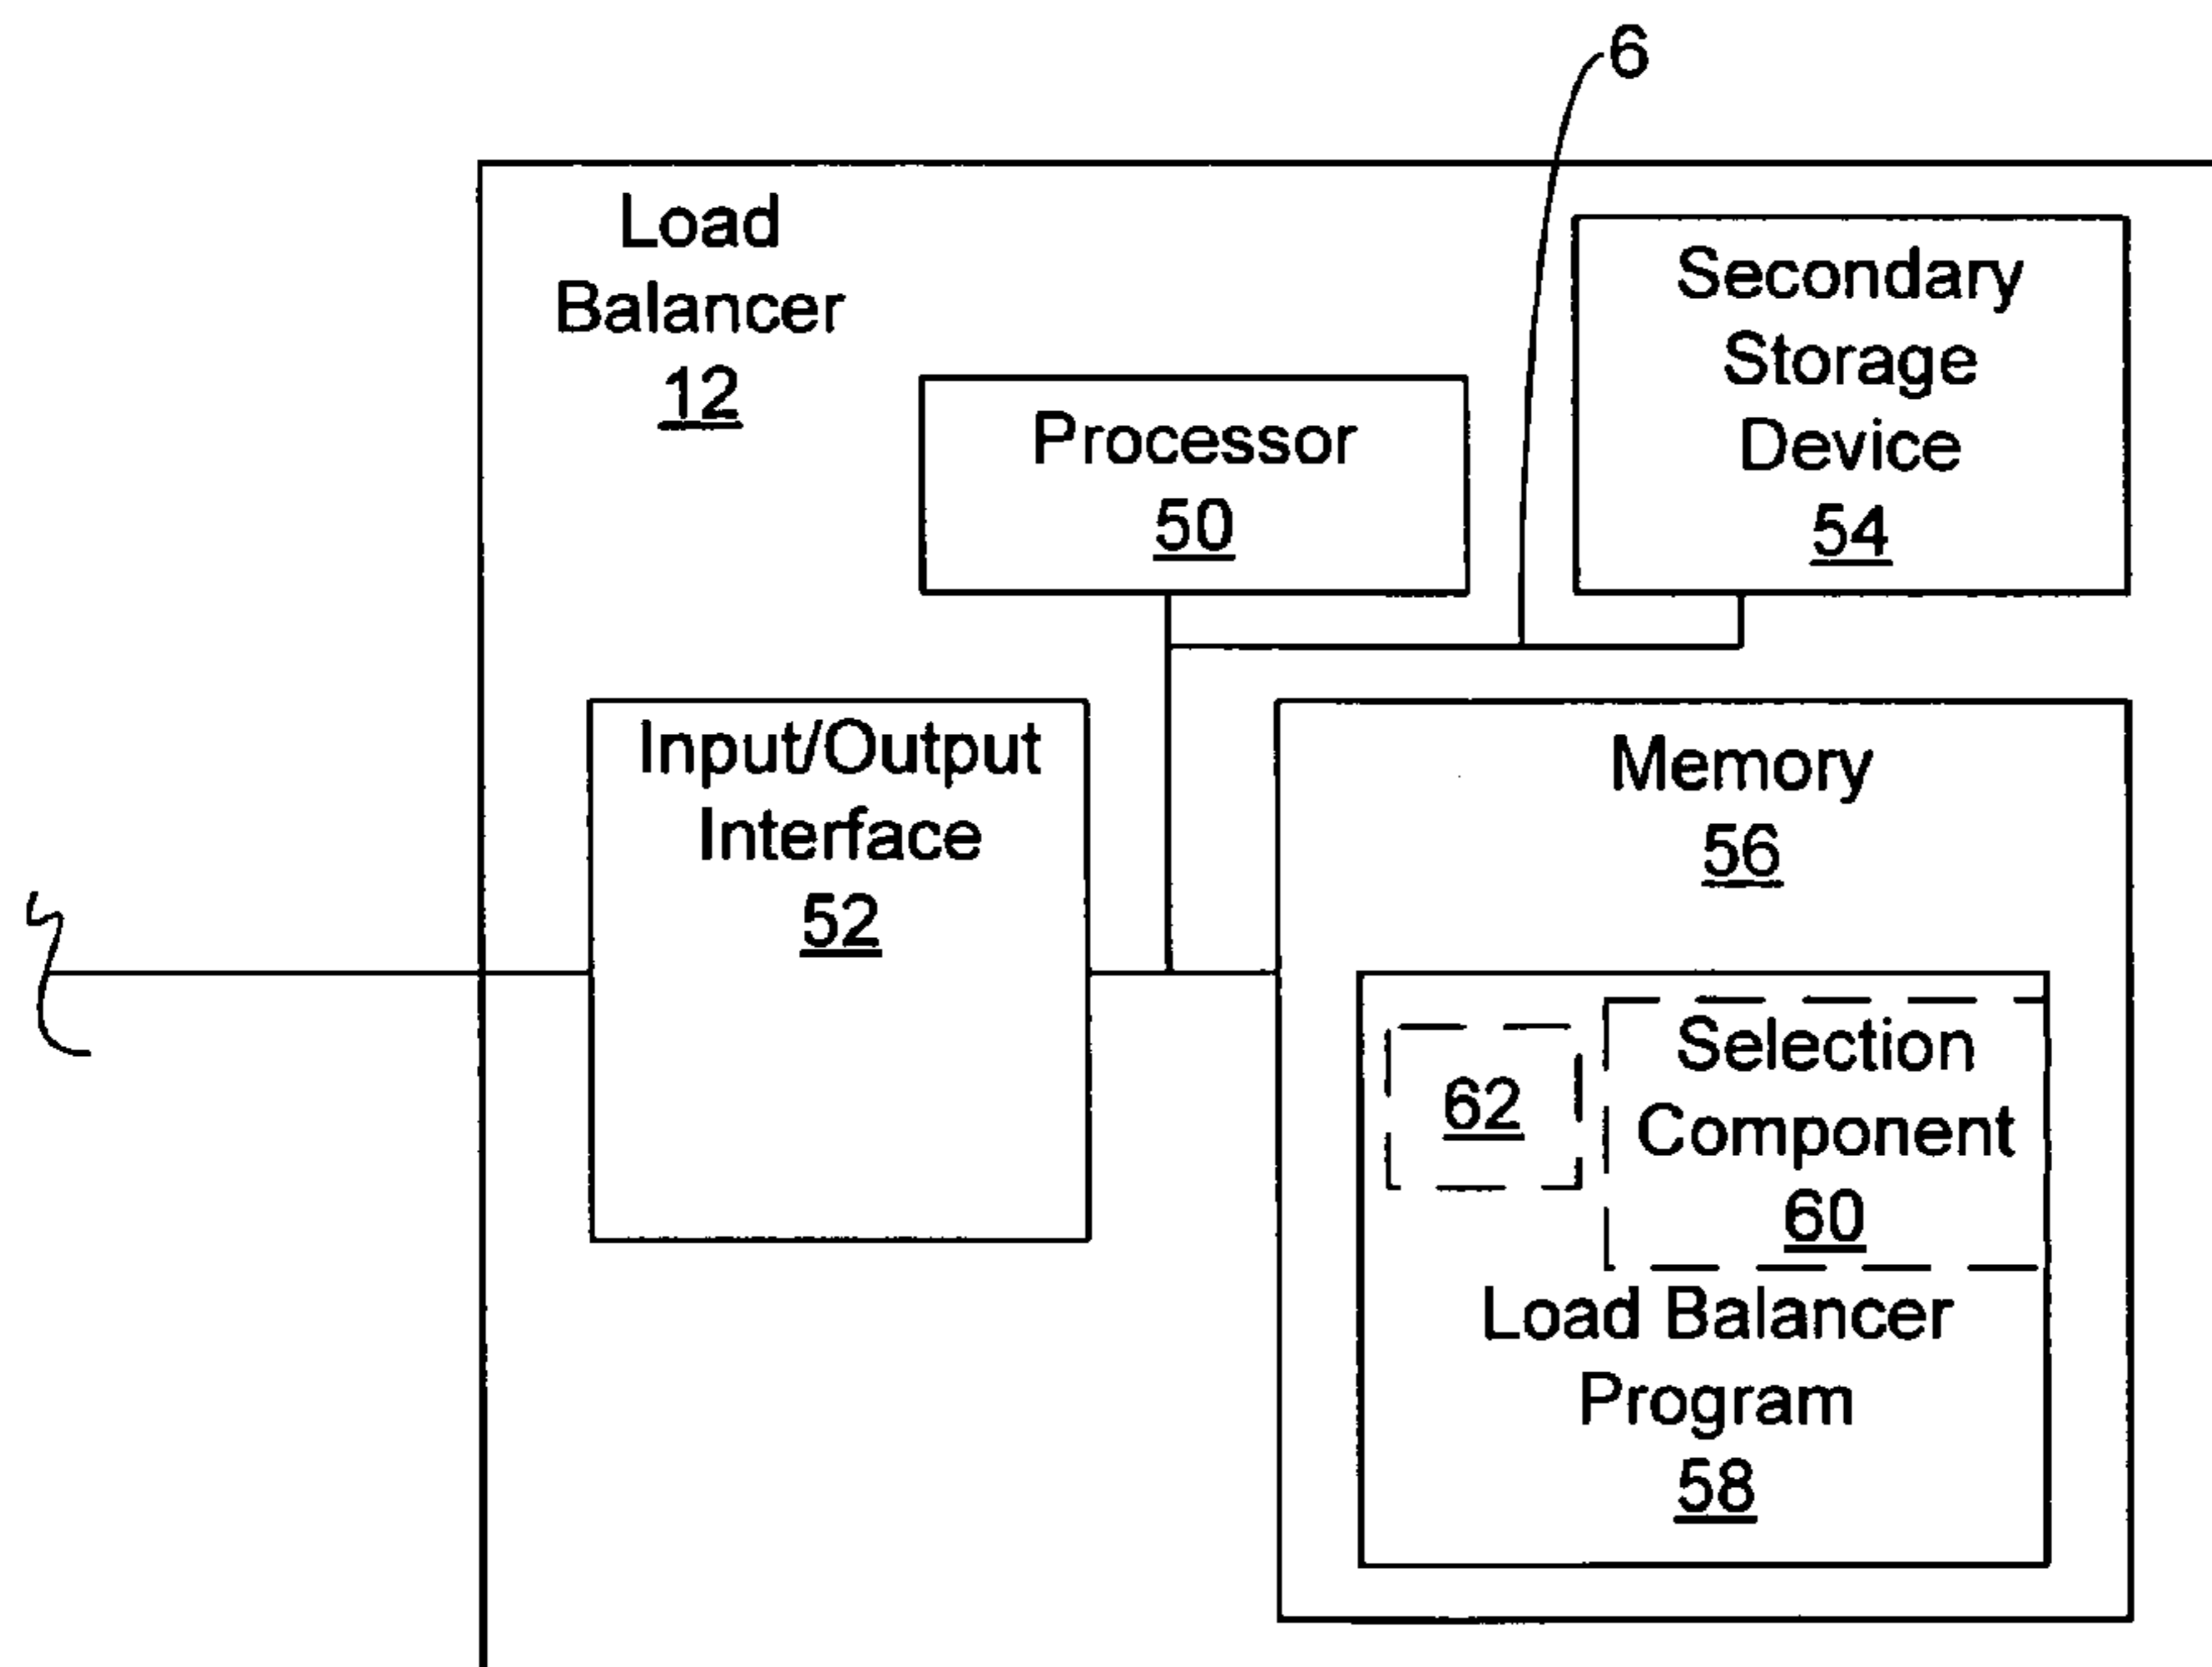 6
Load
Balancer
12
Secondary
Storage
Device
54
Processor
50
Input/Output
Interface
52
Memory
56
62
Selection
Component
60
Load Balancer
Program
58